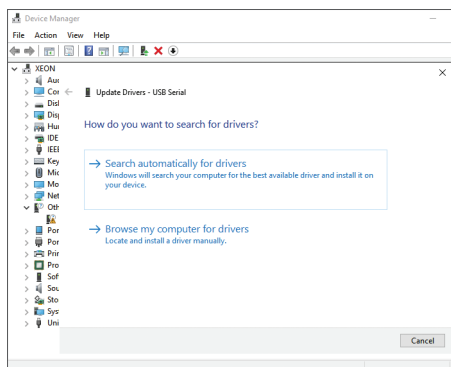 Device Manager
File Action View Help
XEON
Aud
Cor
Disl
Disp
Hui
IDE
IEEE
Key
Mic
Mo
Net
Oth
Por
Por
Prir
Pro
Sof
Sou
Sto
Syst
Uni
Update Drivers - USB Serial
How do you want to search for drivers?
Search automatically for drivers
Windows will search your computer for the best available driver and install it on
your device.
Browse my computer for drivers
Locate and install a driver manually.
Cancel